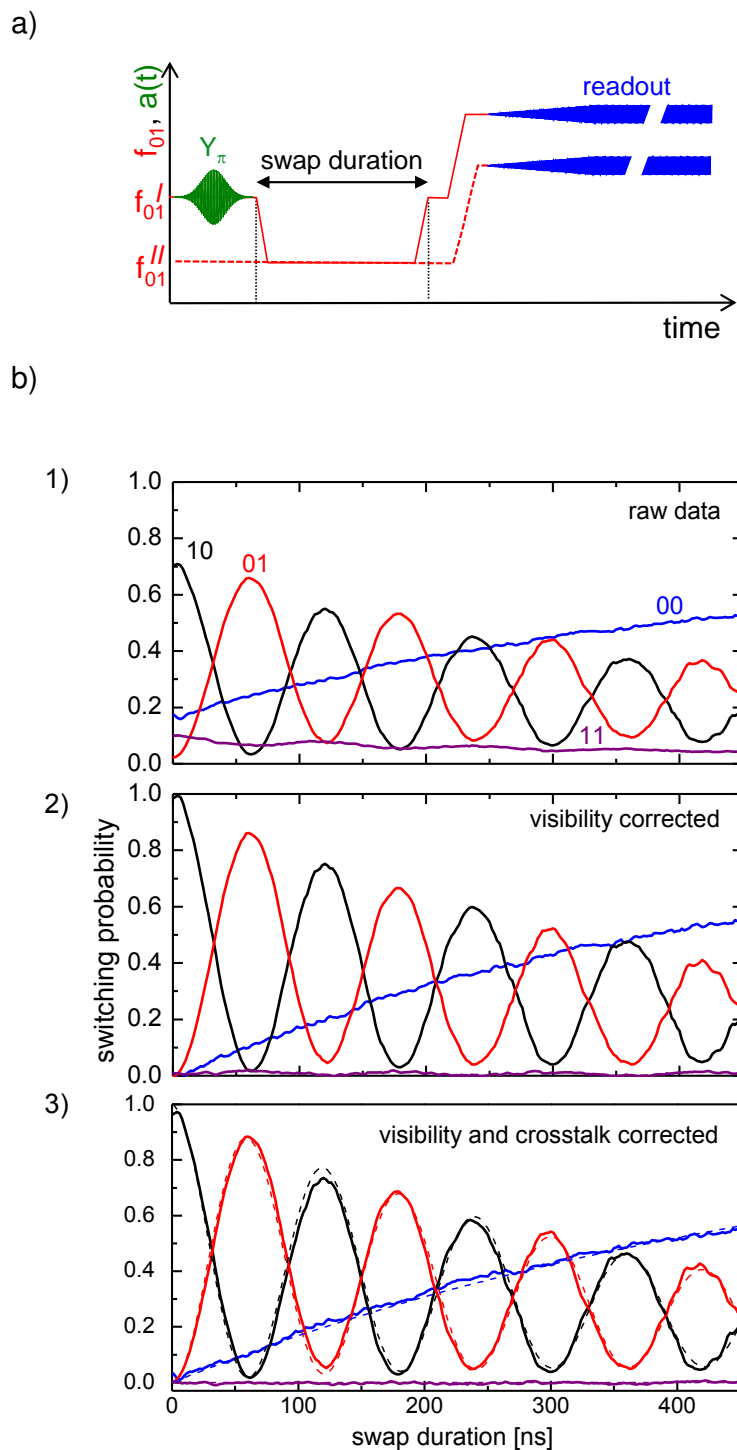 a)
f01, a(t)
Yπ
swap duration
readout
f01I
f01II
time
b)
1)
1.0
0.8
0.6
0.4
0.2
0.0
10
01
raw data
00
11
2)
1.0
0.8
0.6
0.4
0.2
0.0
visibility corrected
switching probability
3)
1.0
0.8
0.6
0.4
0.2
0.0
visibility and crosstalk corrected
0 100 200 300 400
swap duration [ns]